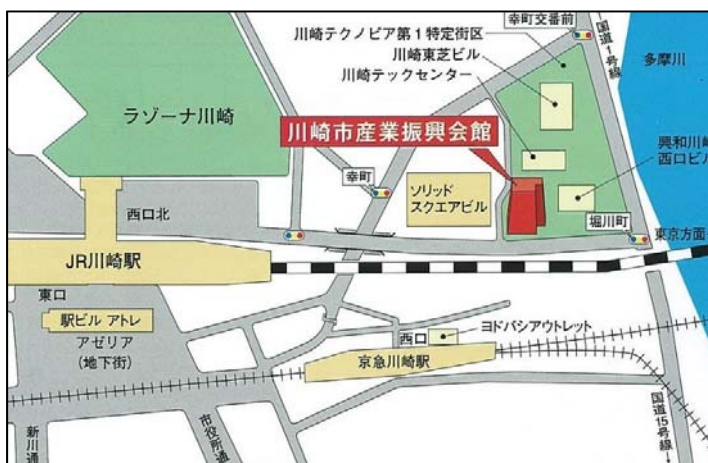 幸町交番前
川崎テクノピア第1特定街区
川崎東芝ビル
川崎テックセンター
国道1号線
多摩川
ラゾーナ川崎
川崎市産業振興会館
興和川崎
西口ビル
幸町
ソリッド
スクエアビル
西口北
堀川町
東京方面
JR川崎駅
東口
駅ビル アトレ
アゼリア
(地下街)
西口
ヨドバシアウトレット
京急川崎駅
新川通
市役所通
国道15号線